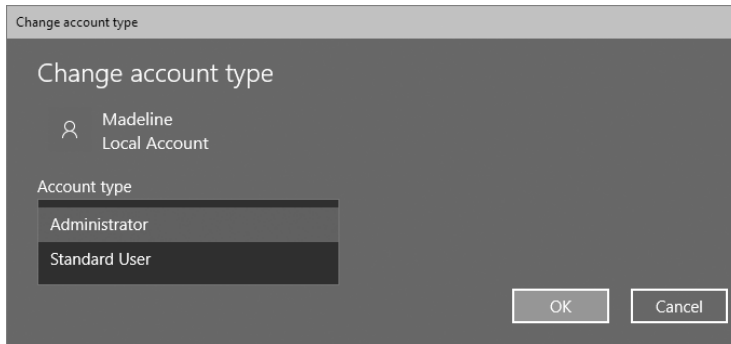 Change account type
Change account type
Madeline
Local Account
Account type
Administrator
Standard User
OK Cancel